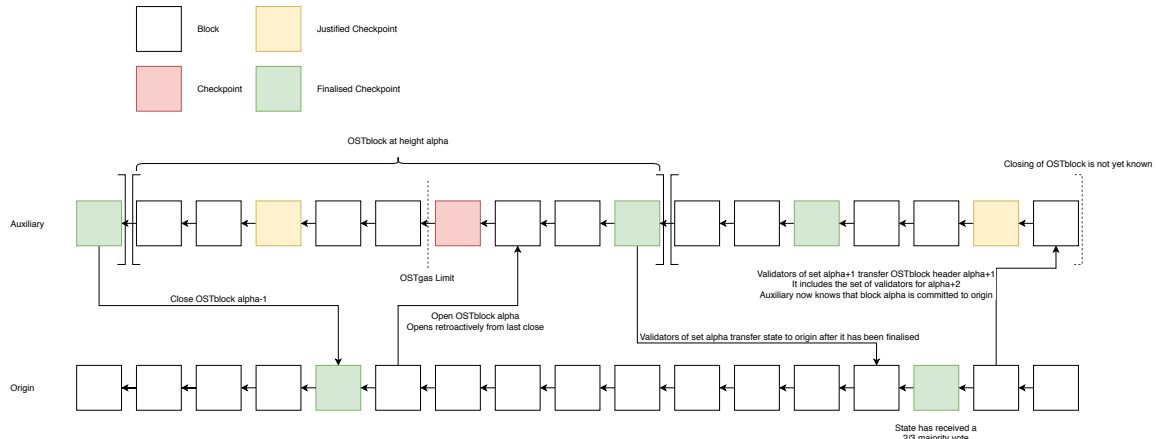 Block
Justified Checkpoint
Checkpoint
Finalised Checkpoint
OSTblock at height alpha
Closing of OSTblock is not yet known
Auxiliary
OSTgas Limit
Close OSTblock alpha-1
Open OSTblock alpha
Opens retroactively from last close
Validators of set alpha+1 transfer OSTblock header alpha+1
It includes the set of validators for alpha+2
Auxiliary now knows that block alpha is committed to origin
Validators of set alpha transfer state to origin after it has been finalised
Origin
State has received a
2/3 majority vote